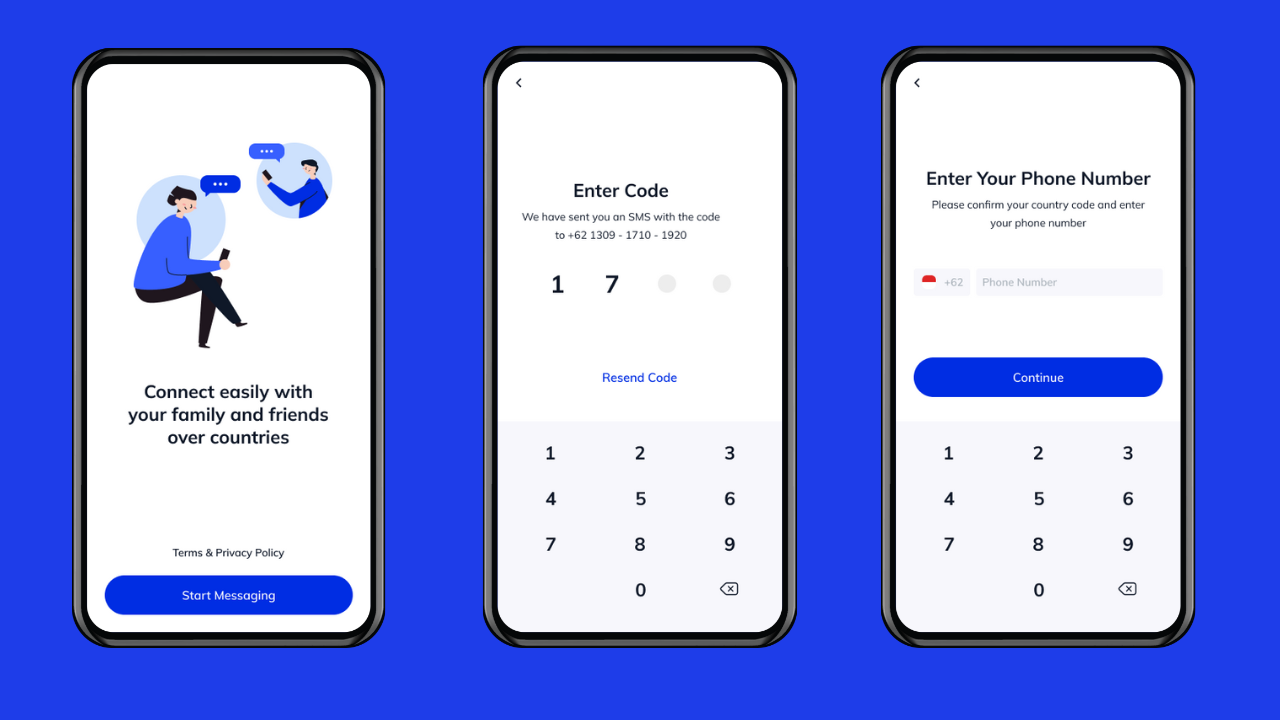 Connect easily with
your family and friends
over countries
Terms & Privacy Policy
Start Messaging
Enter Code
We have sent you an SMS with the code
to +62 1309 - 1710 - 1920
1 7
Resend Code
1 2 3
4 5 6
7 8 9
0
Enter Your Phone Number
Please confirm your country code and enter
your phone number
+62 Phone Number
Continue
1 2 3
4 5 6
7 8 9
0